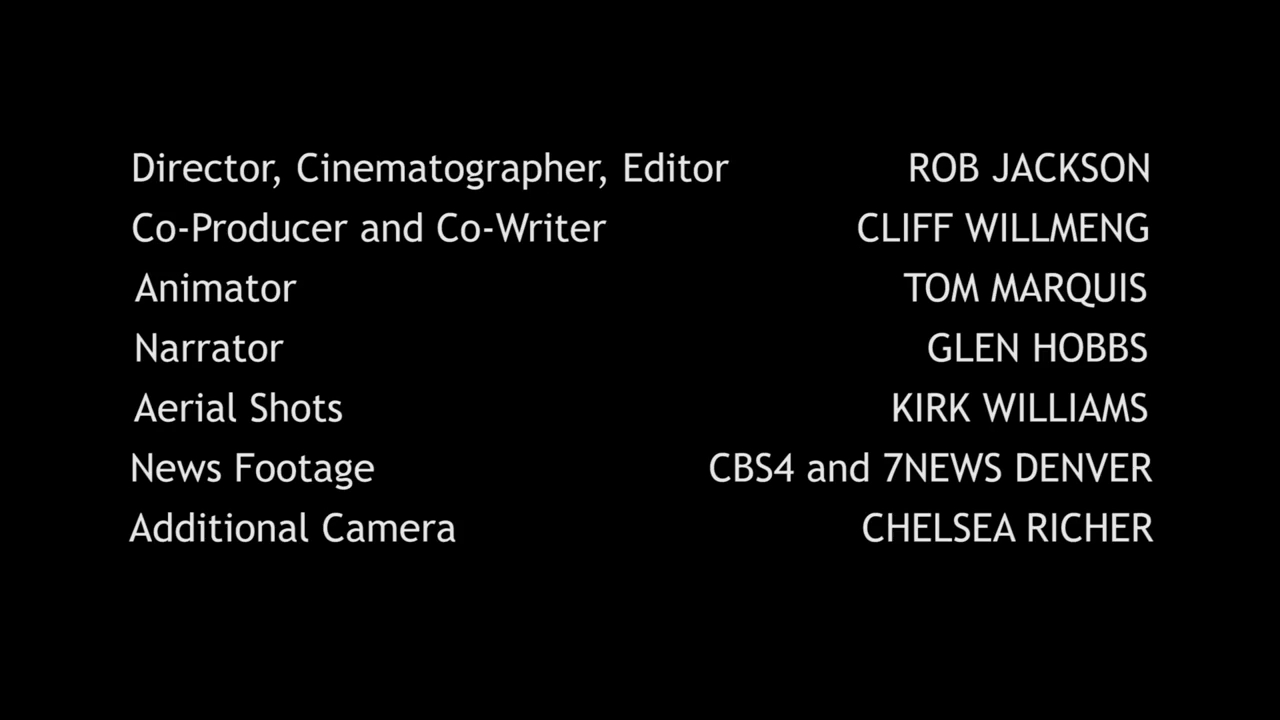 Director, Cinematographer, Editor ROB JACKSON
Co-Producer and Co-Writer CLIFF WILLMENG
Animator TOM MARQUIS
Narrator GLEN HOBBS
Aerial Shots KIRK WILLIAMS
News Footage CBS4 and 7NEWS DENVER
Additional Camera CHELSEA RICHER